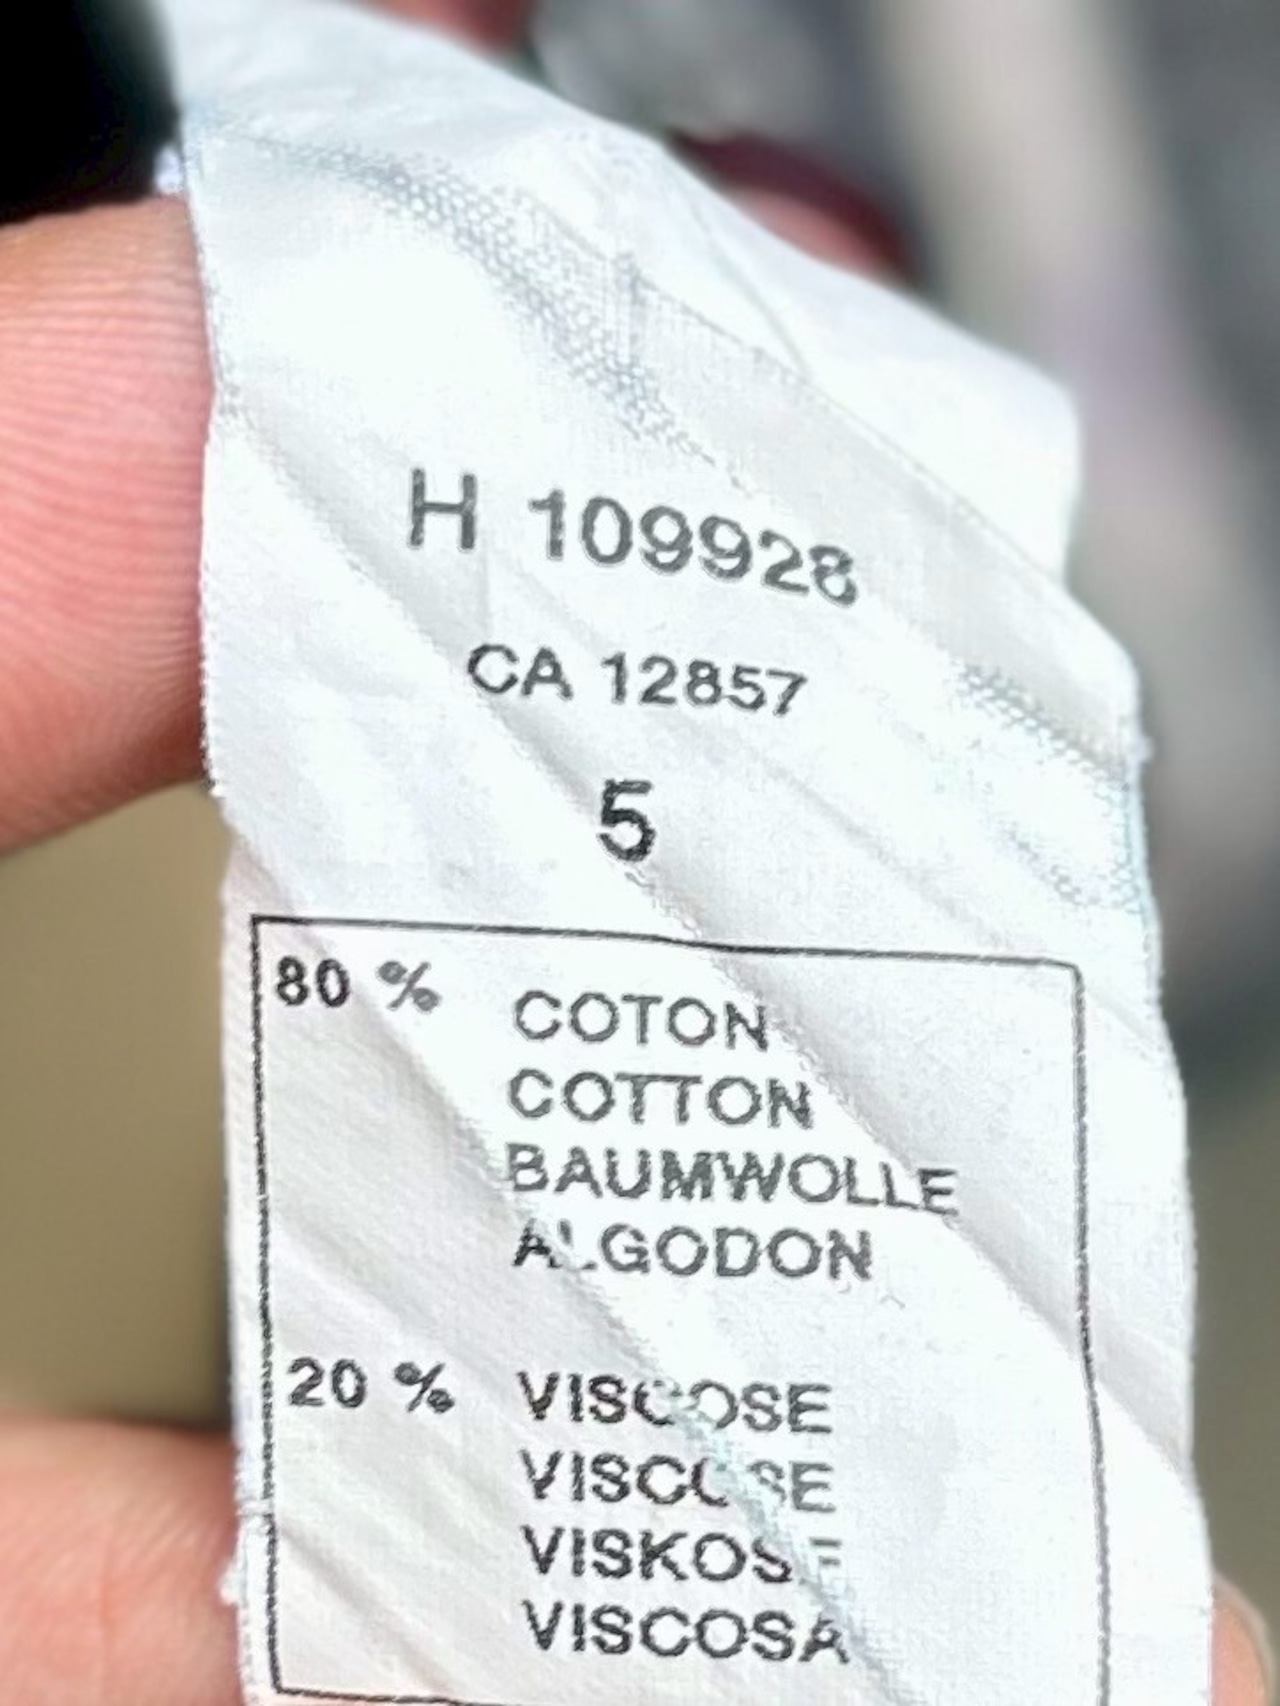 H 109928
CA 12857
5
80 % COTON
COTTON
BAUMWOLLE
ALGODON
20 % VISCOSE
VISCOSE
VISKOSE
VISCOSA